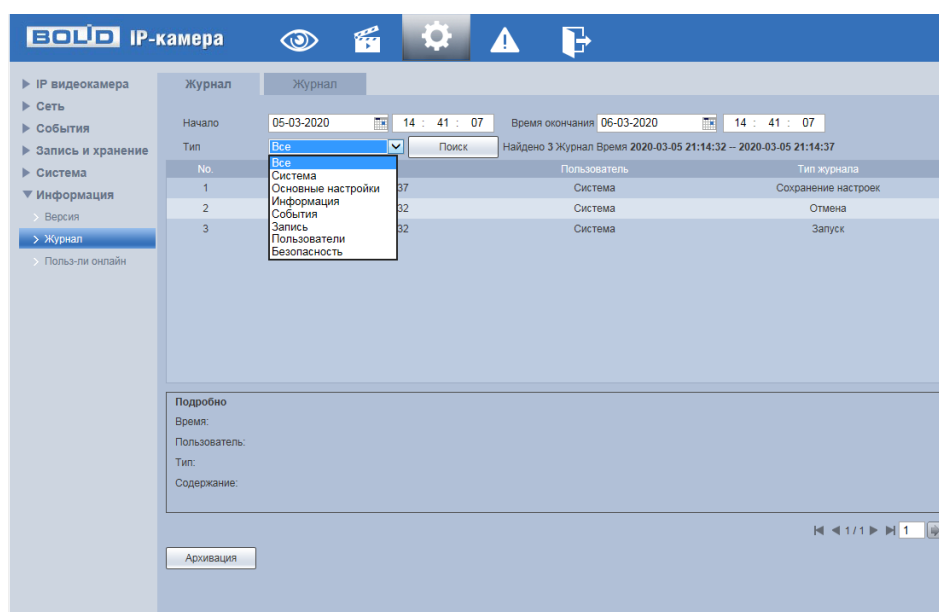 BOLID IP-камера
IP видеокамера
Сеть
События
Запись и хранение
Система
Информация
Версия
Журнал
Польз-ли онлайн
Журнал Журнал
Начало 05-03-2020 14 : 41 : 07 Время окончания 06-03-2020 14 : 41 : 07
Тип Все Поиск Найдено 3 Журнал Время 2020-03-05 21:14:32 -- 2020-03-05 21:14:37
Все
Система
Основные настройки
Информация
События
Запись
Пользователи
Безопасность
No. Пользователь Тип журнала
1 37 Система Сохранение настроек
2 32 Система Отмена
3 32 Система Запуск
Подробно
Время:
Пользователь:
Тип:
Содержание:
1 / 1 1
Архивация